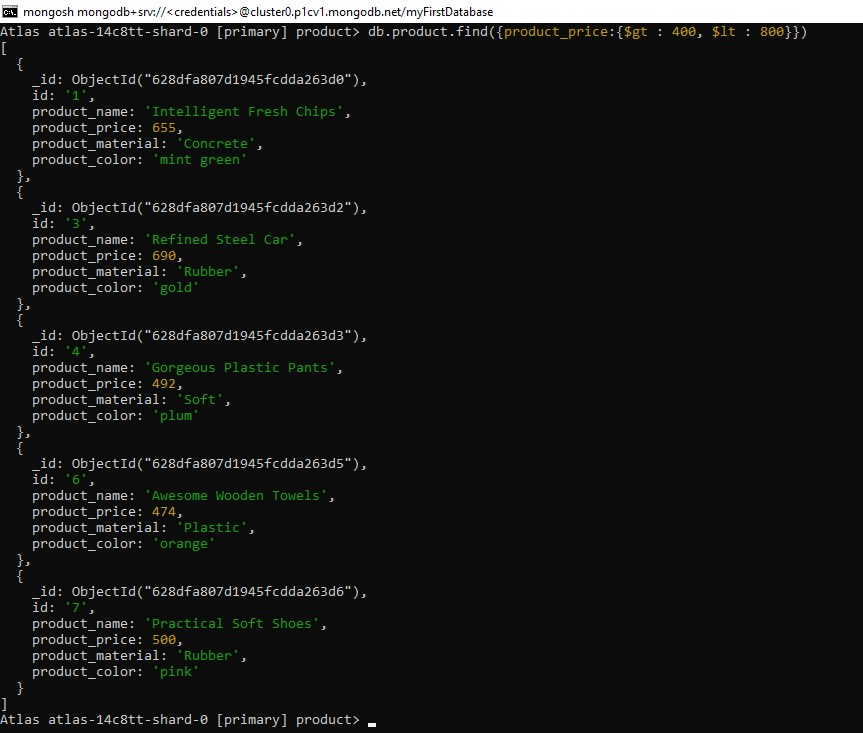 mongosh mongodb+srv://<credentials>@cluster0.p1cv1.mongodb.net/myFirstDatabase
Atlas atlas-14c8tt-shard-0 [primary] product> db.product.find({product_price:{$gt : 400, $lt : 800}})
[
  {
    _id: ObjectId("628dfa807d1945fcdda263d0"),
    id: '1',
    product_name: 'Intelligent Fresh Chips',
    product_price: 655,
    product_material: 'Concrete',
    product_color: 'mint green'
  },
  {
    _id: ObjectId("628dfa807d1945fcdda263d2"),
    id: '3',
    product_name: 'Refined Steel Car',
    product_price: 690,
    product_material: 'Rubber',
    product_color: 'gold'
  },
  {
    _id: ObjectId("628dfa807d1945fcdda263d3"),
    id: '4',
    product_name: 'Gorgeous Plastic Pants',
    product_price: 492,
    product_material: 'Soft',
    product_color: 'plum'
  },
  {
    _id: ObjectId("628dfa807d1945fcdda263d5"),
    id: '6',
    product_name: 'Awesome Wooden Towels',
    product_price: 474,
    product_material: 'Plastic',
    product_color: 'orange'
  },
  {
    _id: ObjectId("628dfa807d1945fcdda263d6"),
    id: '7',
    product_name: 'Practical Soft Shoes',
    product_price: 500,
    product_material: 'Rubber',
    product_color: 'pink'
  }
]
Atlas atlas-14c8tt-shard-0 [primary] product>